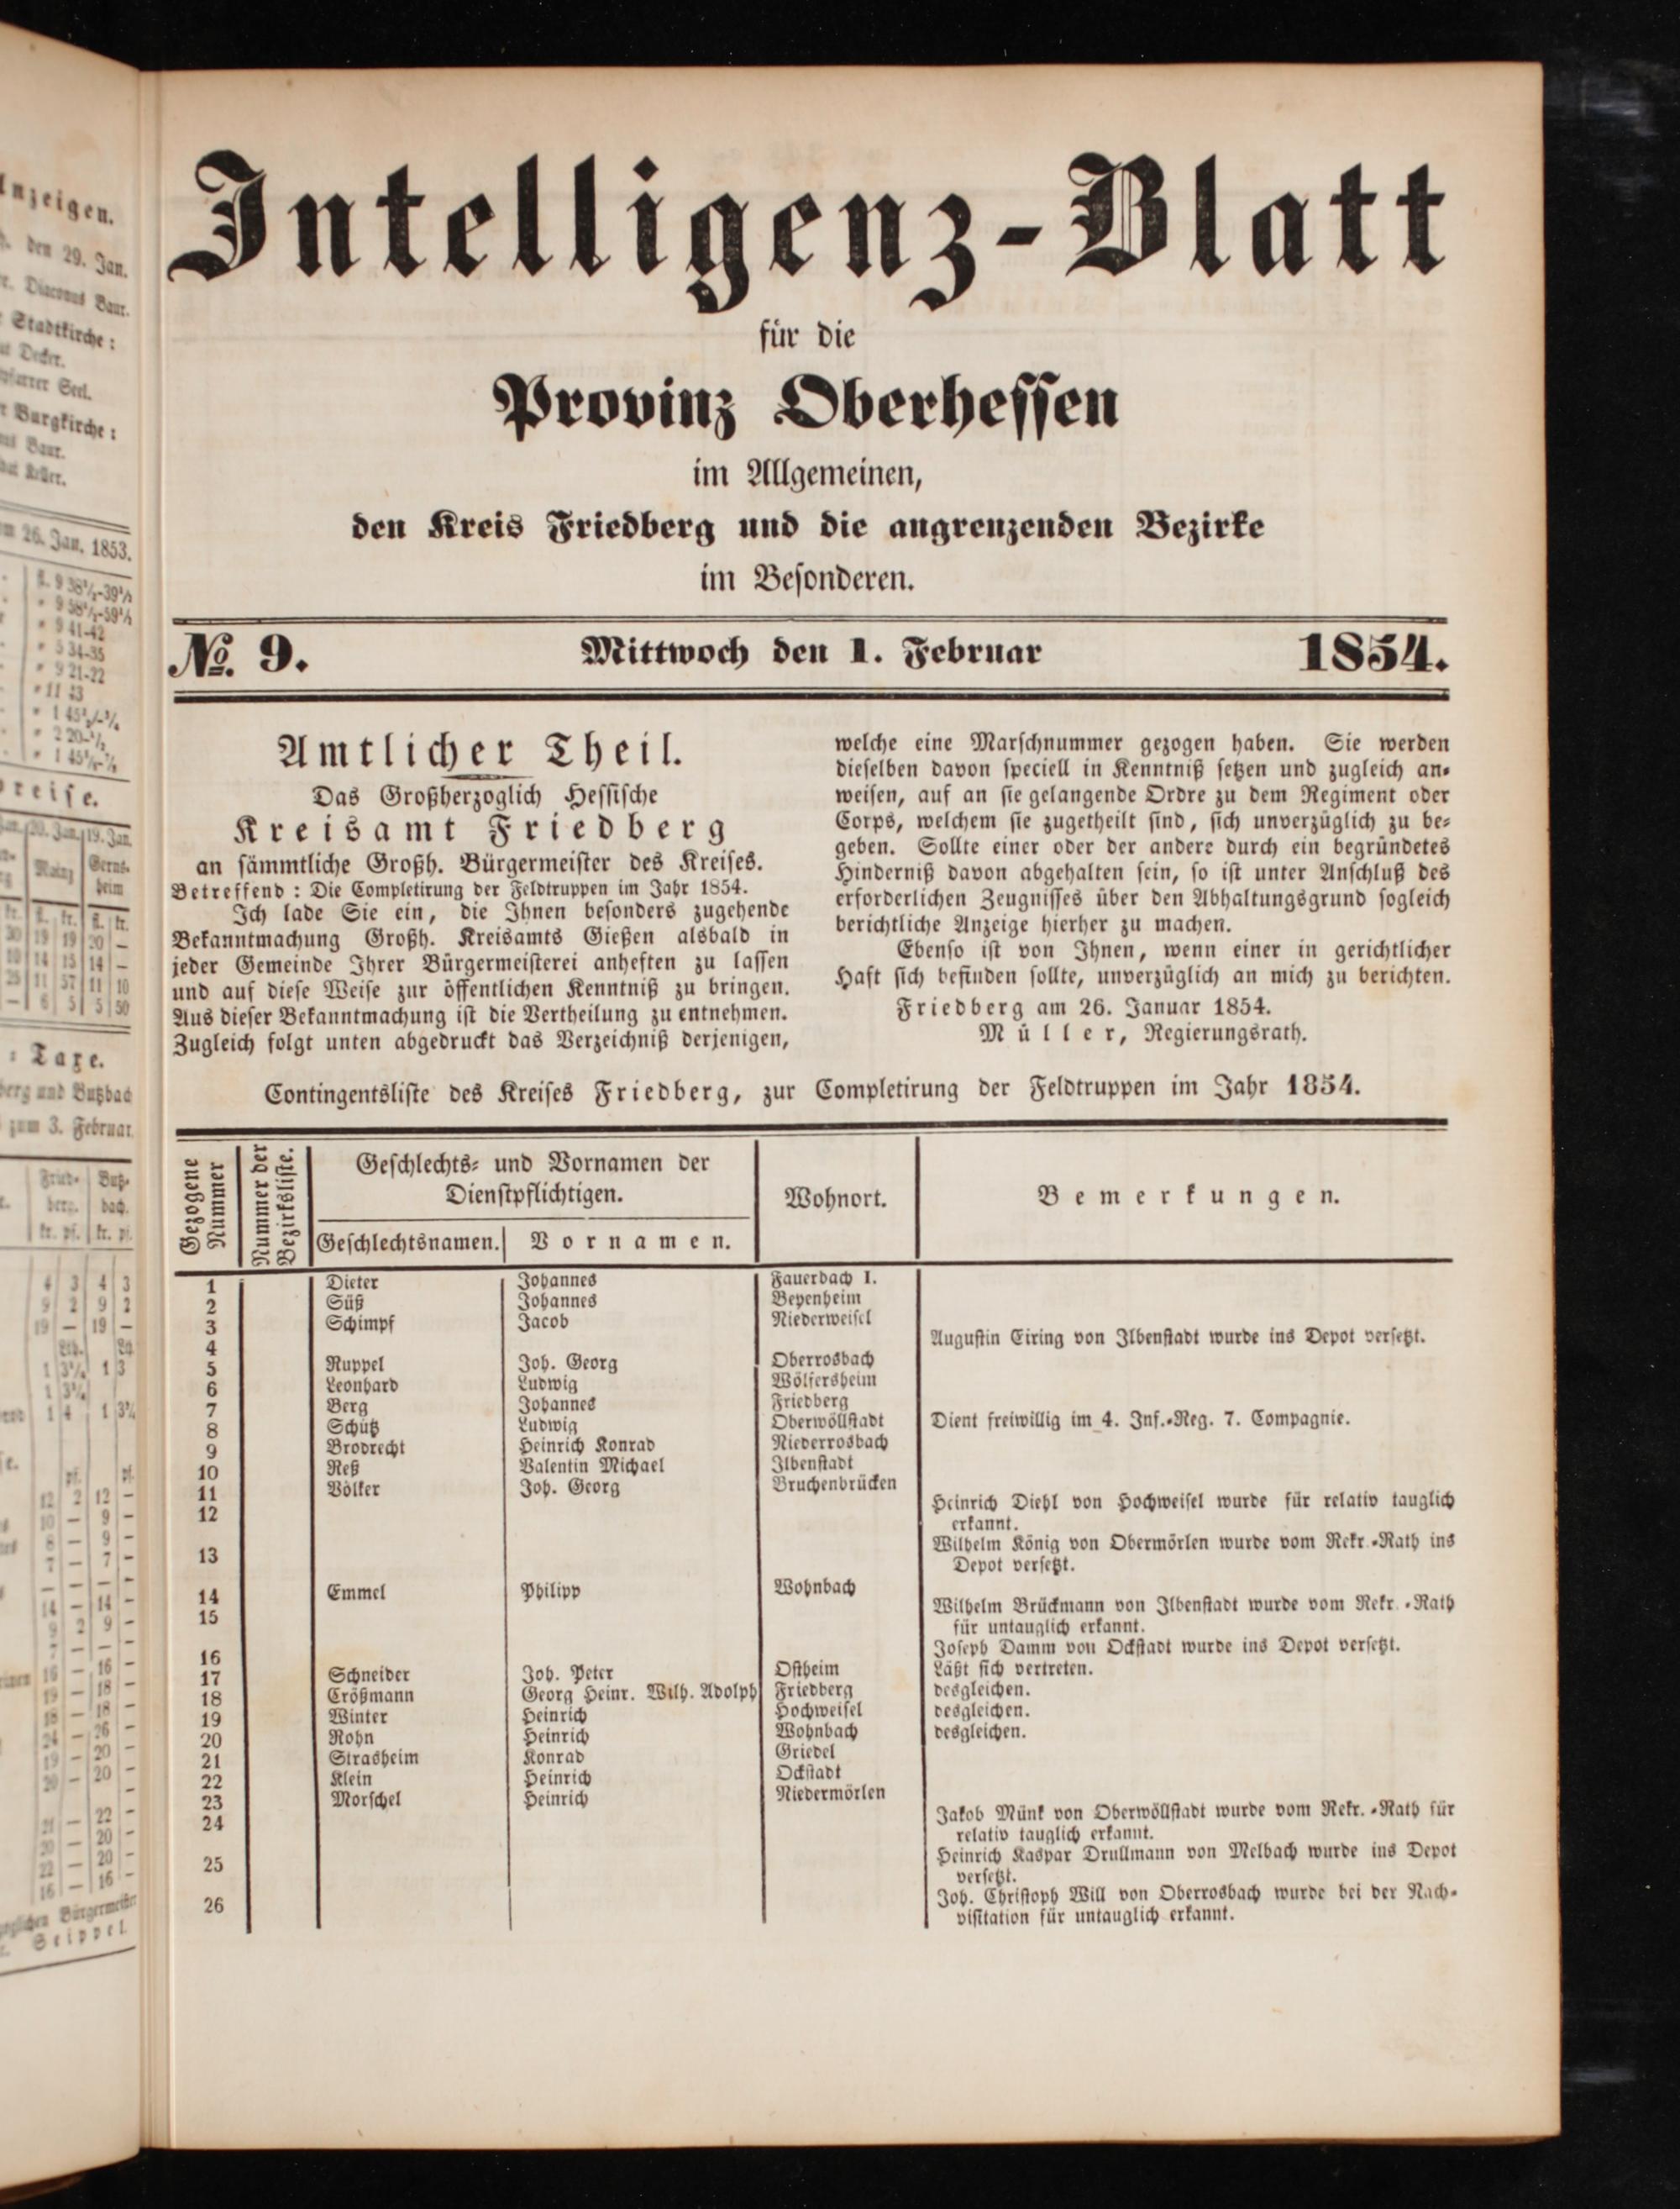 Intelligenz-Blatt
für die
Provinz Oberhessen
im Allgemeinen,
den Kreis Friedberg und die angrenzenden Bezirke
im Besonderen.
№ 9. Mittwoch den 1. Februar 1854.
Amtlicher Theil.
Das Großherzoglich Hessische
Kreisamt Friedberg
an sämmtliche Großh. Bürgermeister des Kreises.
Betreffend: Die Completirung der Feldtruppen im Jahr 1854.
Ich lade Sie ein, die Ihnen besonders zugehende
Bekanntmachung Großh. Kreisamts Gießen alsbald in
jeder Gemeinde Ihrer Bürgermeisterei anheften zu lassen
und auf diese Weise zur öffentlichen Kenntniß zu bringen.
Aus dieser Bekanntmachung ist die Vertheilung zu entnehmen.
Zugleich folgt unten abgedruckt das Verzeichniß derjenigen,
welche eine Marschnummer gezogen haben. Sie werden
dieselben davon speciell in Kenntniß setzen und zugleich an-
weisen, auf an sie gelangende Ordre zu dem Regiment oder
Corps, welchem sie zugetheilt sind, sich unverzüglich zu be-
geben. Sollte einer oder der andere durch ein begründetes
Hinderniß davon abgehalten sein, so ist unter Anschluß des
erforderlichen Zeugnisses über den Abhaltungsgrund sogleich
berichtliche Anzeige hierher zu machen.
Ebenso ist von Ihnen, wenn einer in gerichtlicher
Haft sich befinden sollte, unverzüglich an mich zu berichten.
Friedberg am 26. Januar 1854.
Müller, Regierungsrath.
Contingentsliste des Kreises Friedberg, zur Completirung der Feldtruppen im Jahr 1854.
Gezogene Nummer
Nummer der Bezirksliste.
Geschlechts- und Vornamen der
Dienstpflichtigen.
Geschlechtsnamen. Vornamen.
Wohnort.
Bemerkungen.
1 Dieter Johannes Fauerbach I.
2 Süß Johannes Beyenheim
3 Schimpf Jacob Niederweisel
4 Augustin Eiring von Ilbenstadt wurde ins Depot versetzt.
5 Ruppel Joh. Georg Oberrosbach
6 Leonhard Ludwig Wölfersheim
7 Berg Johannes Friedberg
8 Schütz Ludwig Oberwöllstadt Dient freiwillig im 4. Inf.-Reg. 7. Compagnie.
9 Brodrecht Heinrich Konrad Niederrosbach
10 Reß Valentin Michael Ilbenstadt
11 Völker Joh. Georg Bruchenbrücken
12 Heinrich Diehl von Hochweisel wurde für relativ tauglich
erkannt.
13 Wilhelm König von Obermörlen wurde vom Rekr.-Rath ins
Depot versetzt.
14 Emmel Philipp Wohnbach
15 Wilhelm Brückmann von Ilbenstadt wurde vom Rekr.-Rath
für untauglich erkannt.
16 Joseph Damm von Ockstadt wurde ins Depot versetzt.
17 Schneider Joh. Peter Ostheim Läßt sich vertreten.
18 Crößmann Georg Heinr. Wilh. Adolph Friedberg desgleichen.
19 Winter Heinrich Hochweisel desgleichen.
20 Rohn Heinrich Wohnbach desgleichen.
21 Strasheim Konrad Griedel
22 Klein Heinrich Ockstadt
23 Morschel Heinrich Niedermörlen
24 Jakob Münk von Oberwöllstadt wurde vom Rekr.-Rath für
relativ tauglich erkannt.
25 Heinrich Kaspar Drullmann von Melbach wurde ins Depot
versetzt.
26 Joh. Christoph Will von Oberrosbach wurde bei der Nach-
visitation für untauglich erkannt.